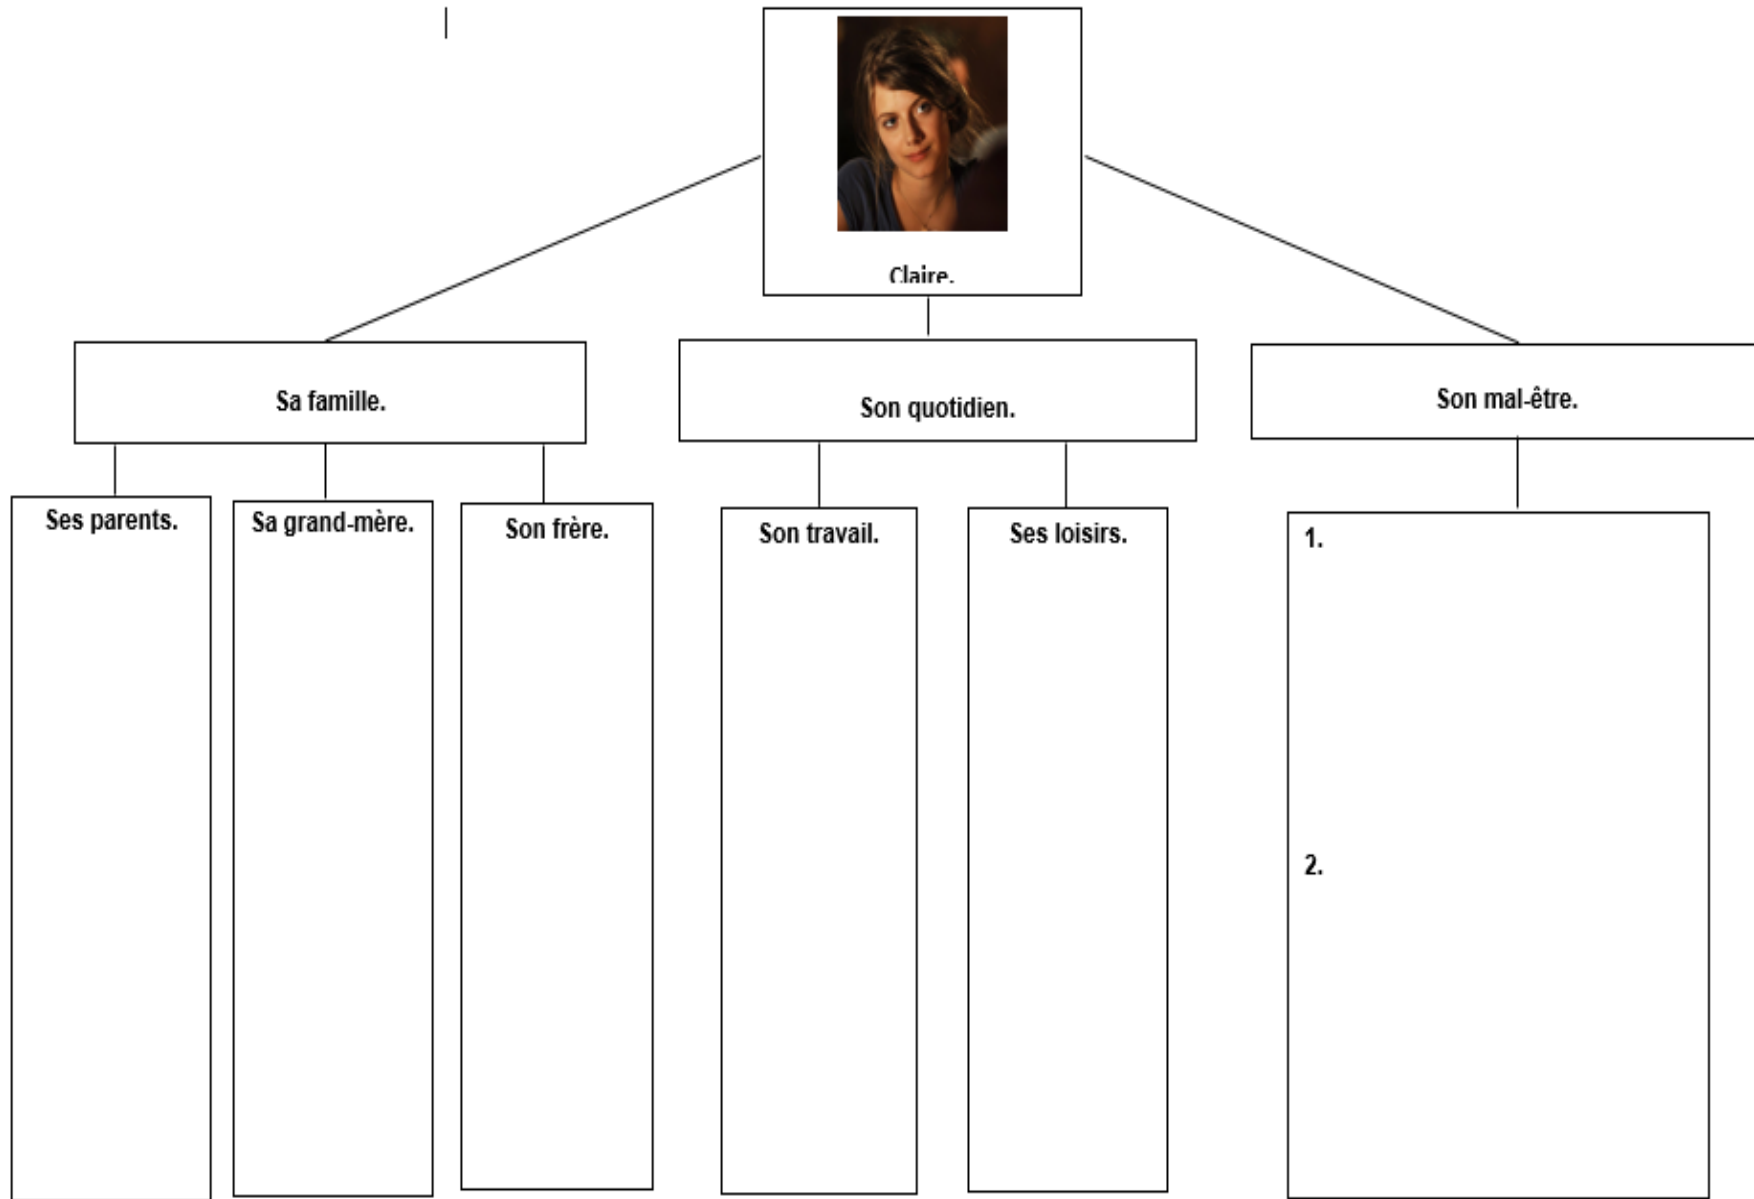 Claire.
Sa famille.
Son quotidien.
Son mal-être.
Ses parents.
Sa grand-mère.
Son frère.
Son travail.
Ses loisirs.
1.
2.